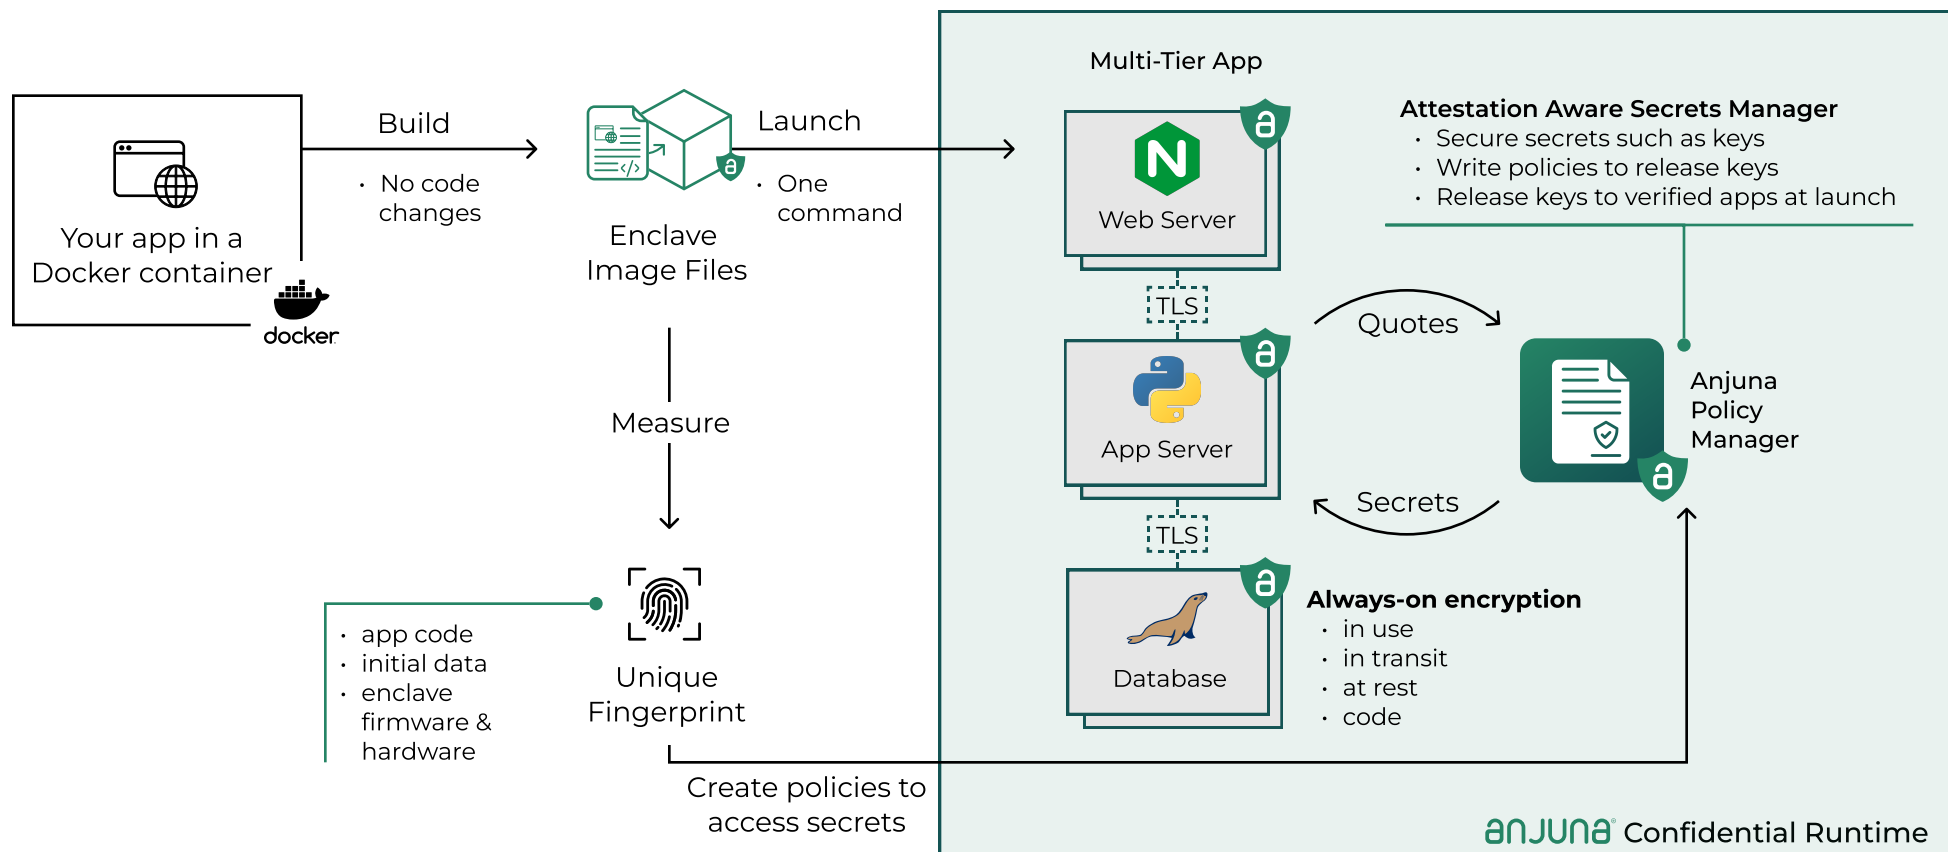 Your app in a
Docker container
docker
Build
• No code
changes
Enclave
Image Files
Launch
• One
command
Measure
Unique
Fingerprint
• app code
• initial data
• enclave
firmware &
hardware
Create policies to
access secrets
Multi-Tier App
Web Server
TLS
App Server
TLS
Database
Attestation Aware Secrets Manager
• Secure secrets such as keys
• Write policies to release keys
• Release keys to verified apps at launch
Quotes
Anjuna
Policy
Manager
Secrets
Always-on encryption
• in use
• in transit
• at rest
• code
anjuna® Confidential Runtime